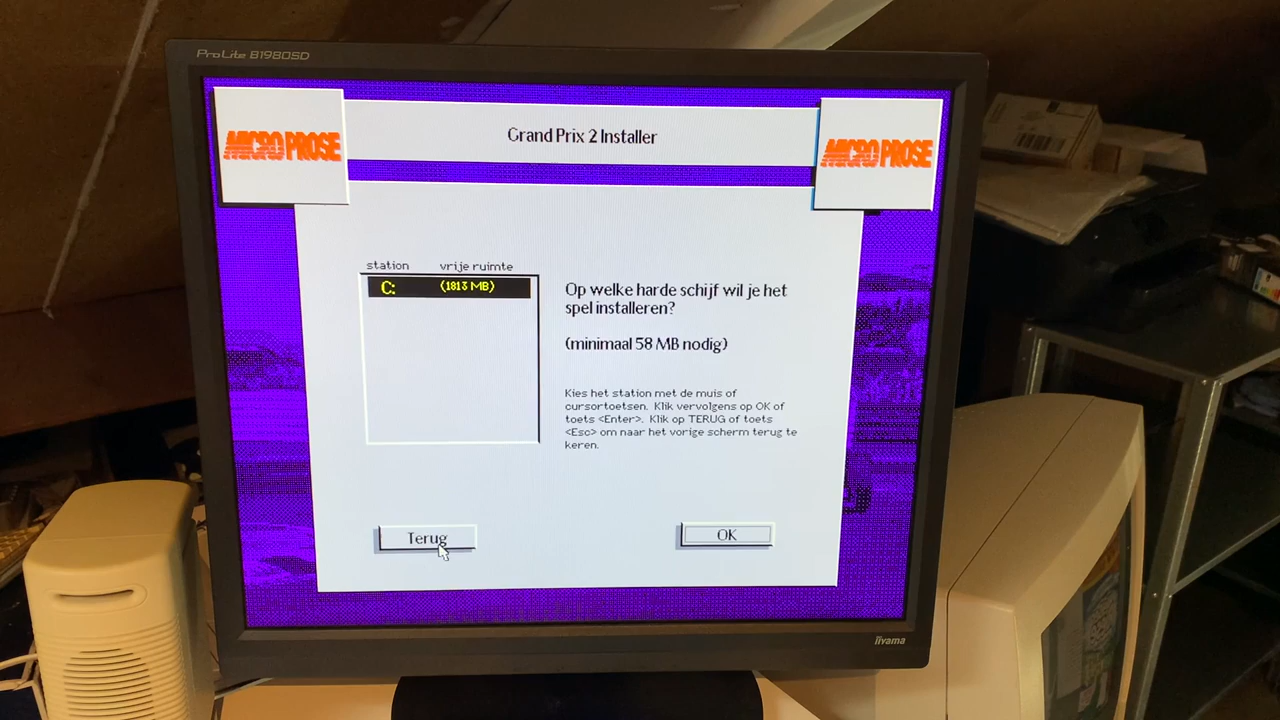 ProLite B1980SD
MICROPROSE
Grand Prix 2 Installer
MICROPROSE
station vrije ruimte
C: (1813 MB)
Op welke harde schijf wil je het
spel installeren?
(minimaal 58 MB nodig)
Kies het station met de muis of
cursortoetsen. Klik vervolgens op OK of
toets <Enter>. Klik op TERUG of toets
<Esc> om naar het vorige scherm terug te
keren.
Terug
OK
iiyama